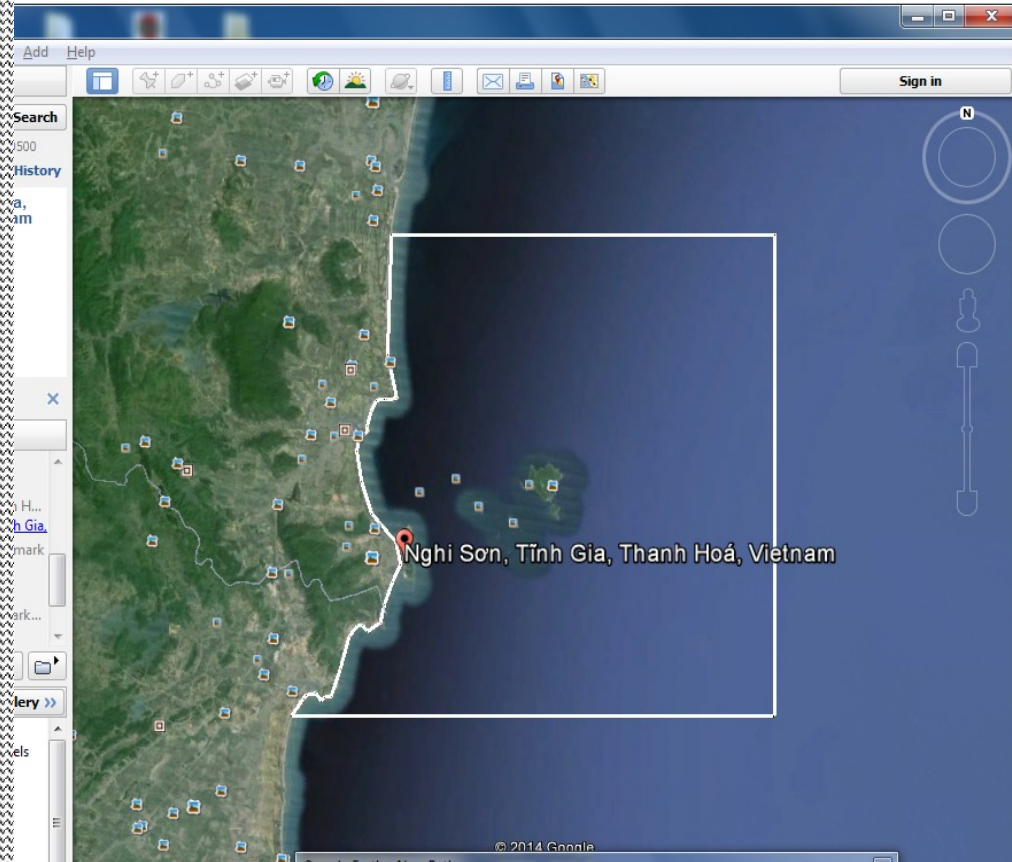 Add Help
Sign in
N
Search
History
a,
am
Nghi Sơn, Tĩnh Gia, Thanh Hoá, Vietnam
h H...
h Gia,
mark
ark...
lery »
els
© 2014 Google